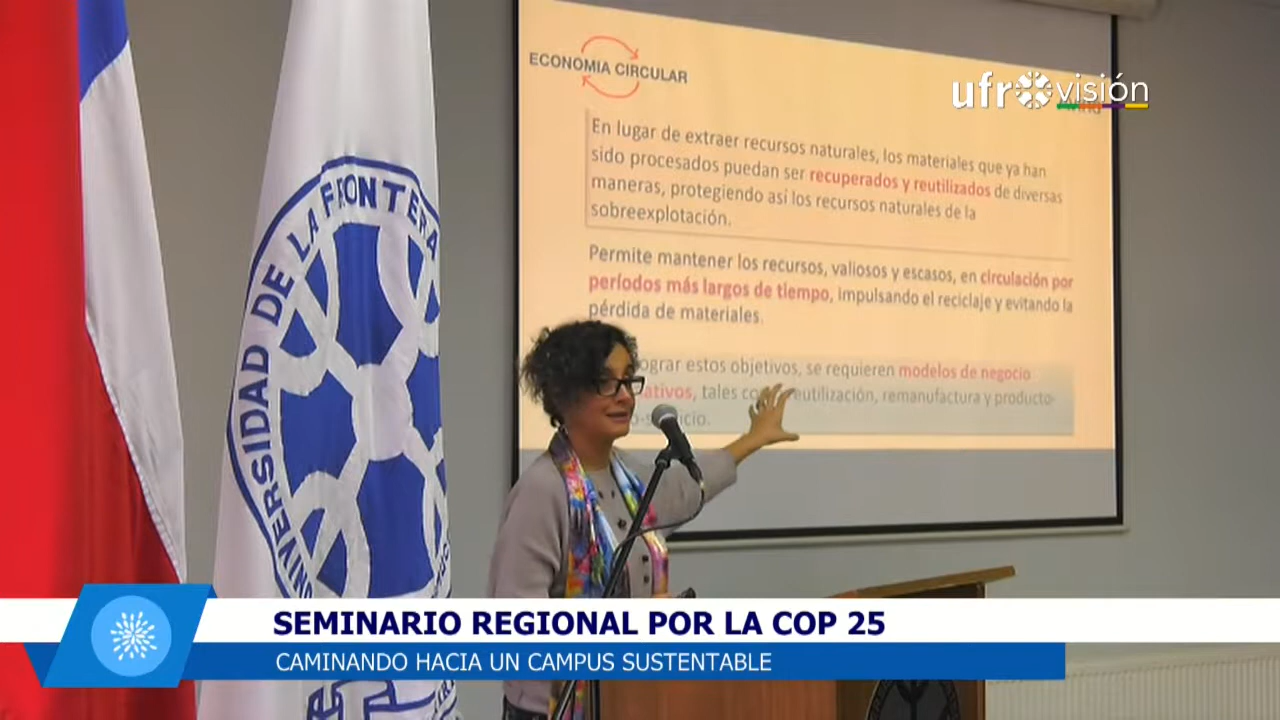 ECONOMIA CIRCULAR
ufro visión
En lugar de extraer recursos naturales, los materiales que ya han
sido procesados puedan ser recuperados y reutilizados de diversas
maneras, protegiendo así los recursos naturales de la
sobreexplotación.
Permite mantener los recursos, valiosos y escasos, en circulación por
períodos más largos de tiempo, impulsando el reciclaje y evitando la
pérdida de materiales.
estos objetivos, se requieren modelos de negocio
tales reutilización, remanufactura y producto-
UNIVERSIDAD DE LA FRONTERA
SEMINARIO REGIONAL POR LA COP 25
CAMINANDO HACIA UN CAMPUS SUSTENTABLE